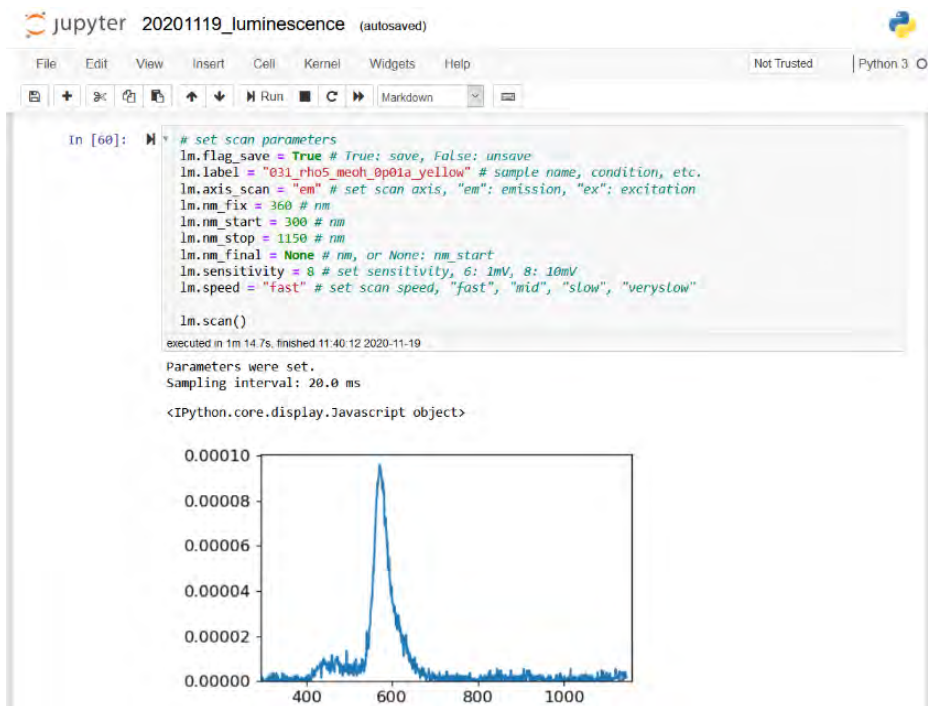 jupyter 20201119_luminescence (autosaved)
File Edit View Insert Cell Kernel Widgets Help Not Trusted Python 3
Run Markdown
In [60]: # set scan parameters
lm.flag_save = True # True: save, False: unsave
lm.label = "031_rho5_meoh_0p01a_yellow" # sample name, condition, etc.
lm.axis_scan = "em" # set scan axis, "em": emission, "ex": excitation
lm.nm_fix = 360 # nm
lm.nm_start = 300 # nm
lm.nm_stop = 1150 # nm
lm.nm_final = None # nm, or None: nm_start
lm.sensitivity = 8 # set sensitivity, 6: 1mV, 8: 10mV
lm.speed = "fast" # set scan speed, "fast", "mid", "slow", "veryslow"
lm.scan()
executed in 1m 14.7s, finished 11:40:12 2020-11-19
Parameters were set.
Sampling interval: 20.0 ms
<IPython.core.display.Javascript object>
0.00010
0.00008
0.00006
0.00004
0.00002
0.00000
400 600 800 1000